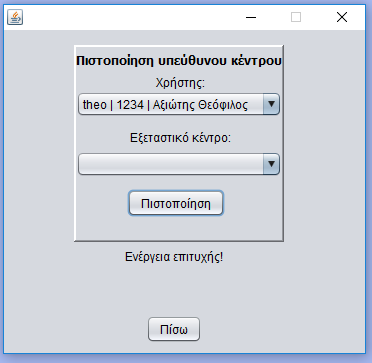 Πιστοποίηση υπεύθυνου κέντρου
Χρήστης:
theo | 1234 | Αξιώτης Θεόφιλος
Εξεταστικό κέντρο:
Πιστοποίηση
Ενέργεια επιτυχής!
Πίσω